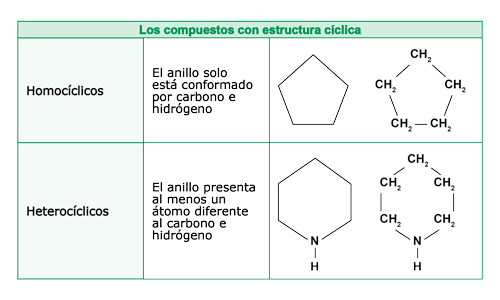 Los compuestos con estructura cíclica
Homocíclicos
El anillo solo
está conformado
por carbono e
hidrógeno
CH₂
CH₂ CH₂
CH₂ CH₂
Heterocíclicos
El anillo presenta
al menos un
átomo diferente
al carbono e
hidrógeno
N
H
CH₂
CH₂ CH₂
CH₂ CH₂
N
H